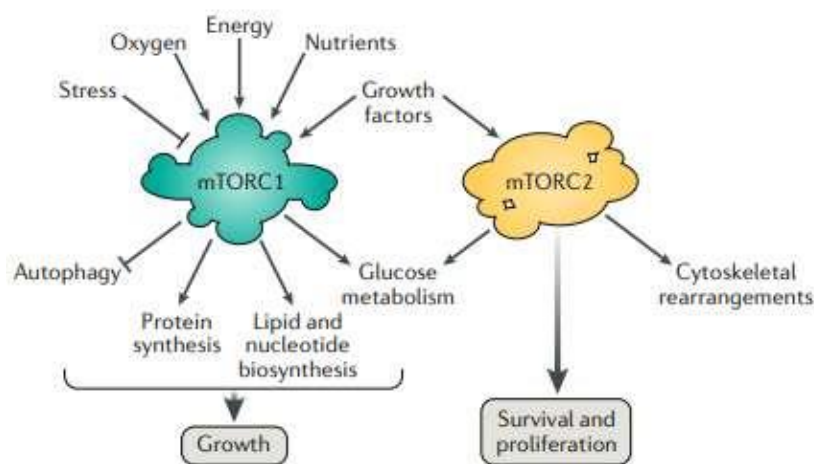 Energy
Oxygen
Nutrients
Stress
Growth
factors
mTORC1
mTORC2
Autophagy
Glucose
metabolism
Cytoskeletal
rearrangements
Protein
synthesis
Lipid and
nucleotide
biosynthesis
Growth
Survival and
proliferation